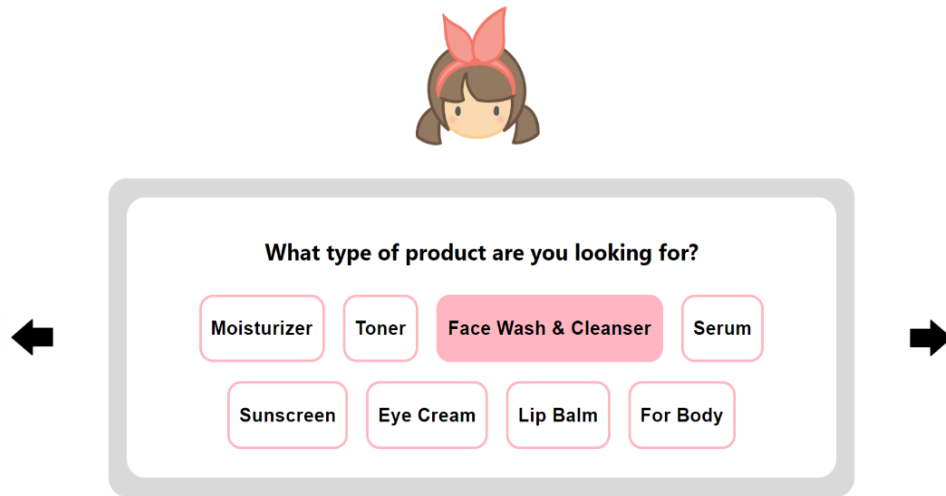 What type of product are you looking for?
Moisturizer Toner Face Wash & Cleanser Serum
Sunscreen Eye Cream Lip Balm For Body